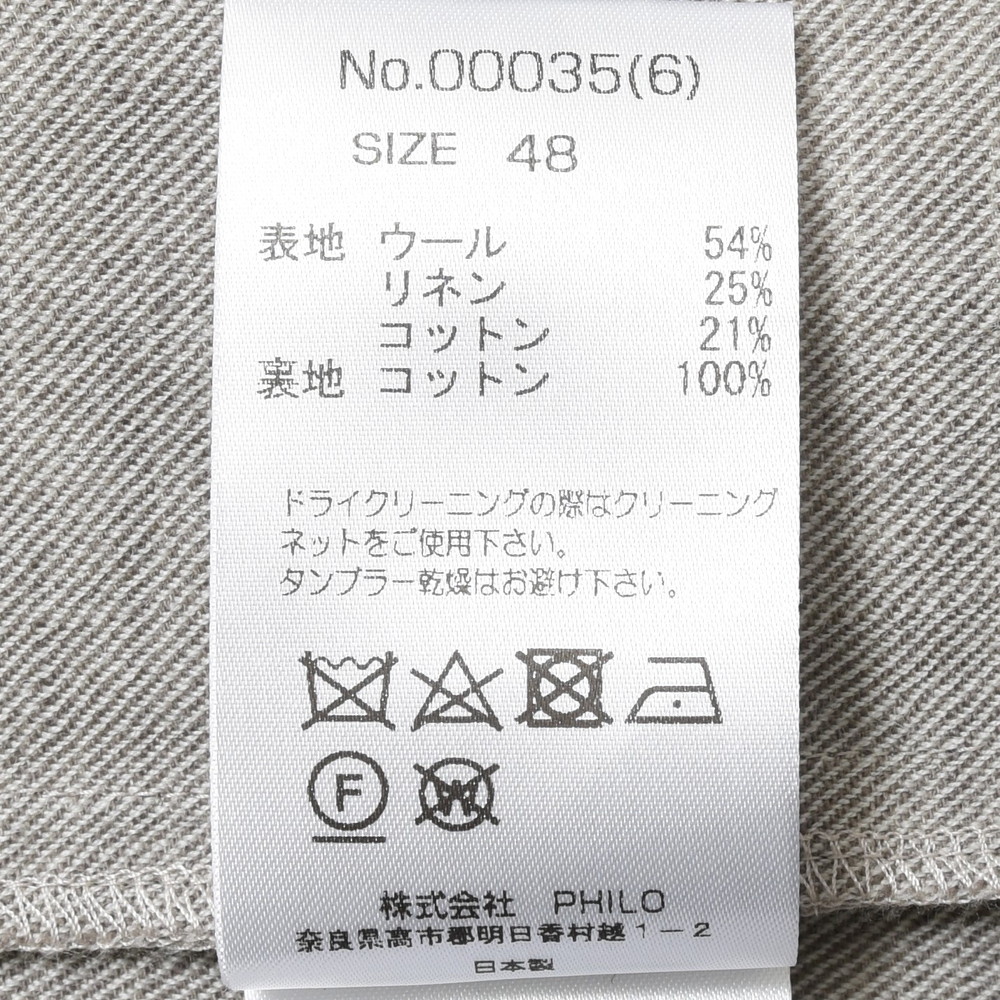 No.00035(6)
SIZE 48
表地 ウール 54%
リネン 25%
コットン 21%
裏地 コットン 100%
ドライクリーニングの際はクリーニング
ネットをご使用下さい。
タンブラー乾燥はお避け下さい。
F
W
株式会社 PHILO
奈良県高市郡明日香村越1-2
日本製